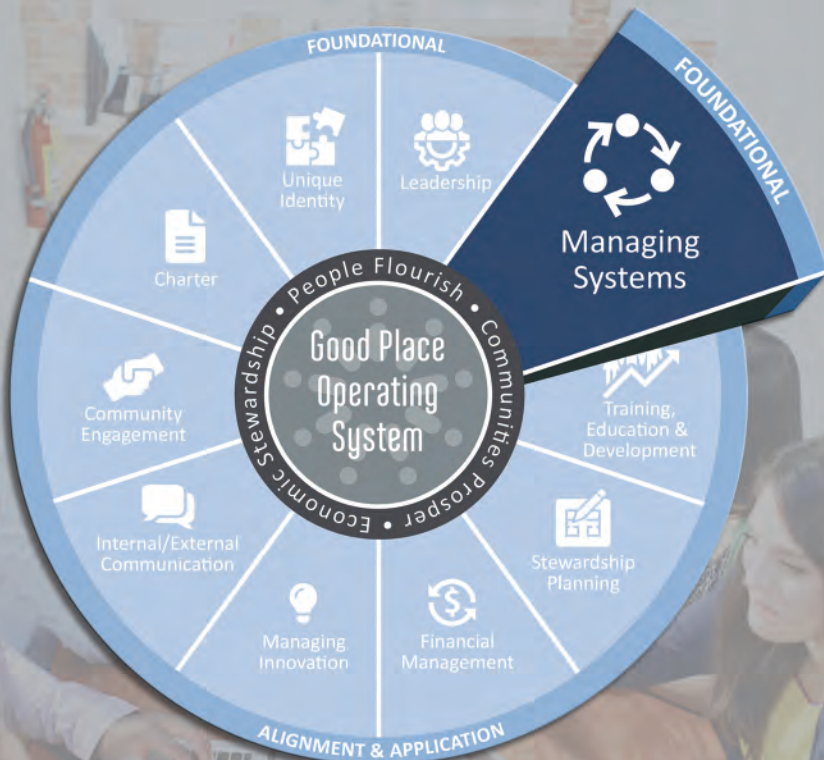 FOUNDATIONAL
FOUNDATIONAL
Unique
Identity
Leadership
Managing
Systems
Charter
Economic Stewardship • People Flourish • Communities Prosper •
Good Place
Operating
System
Community
Engagement
Training,
Education &
Development
Internal/External
Communication
Stewardship
Planning
Managing
Innovation
Financial
Management
ALIGNMENT & APPLICATION